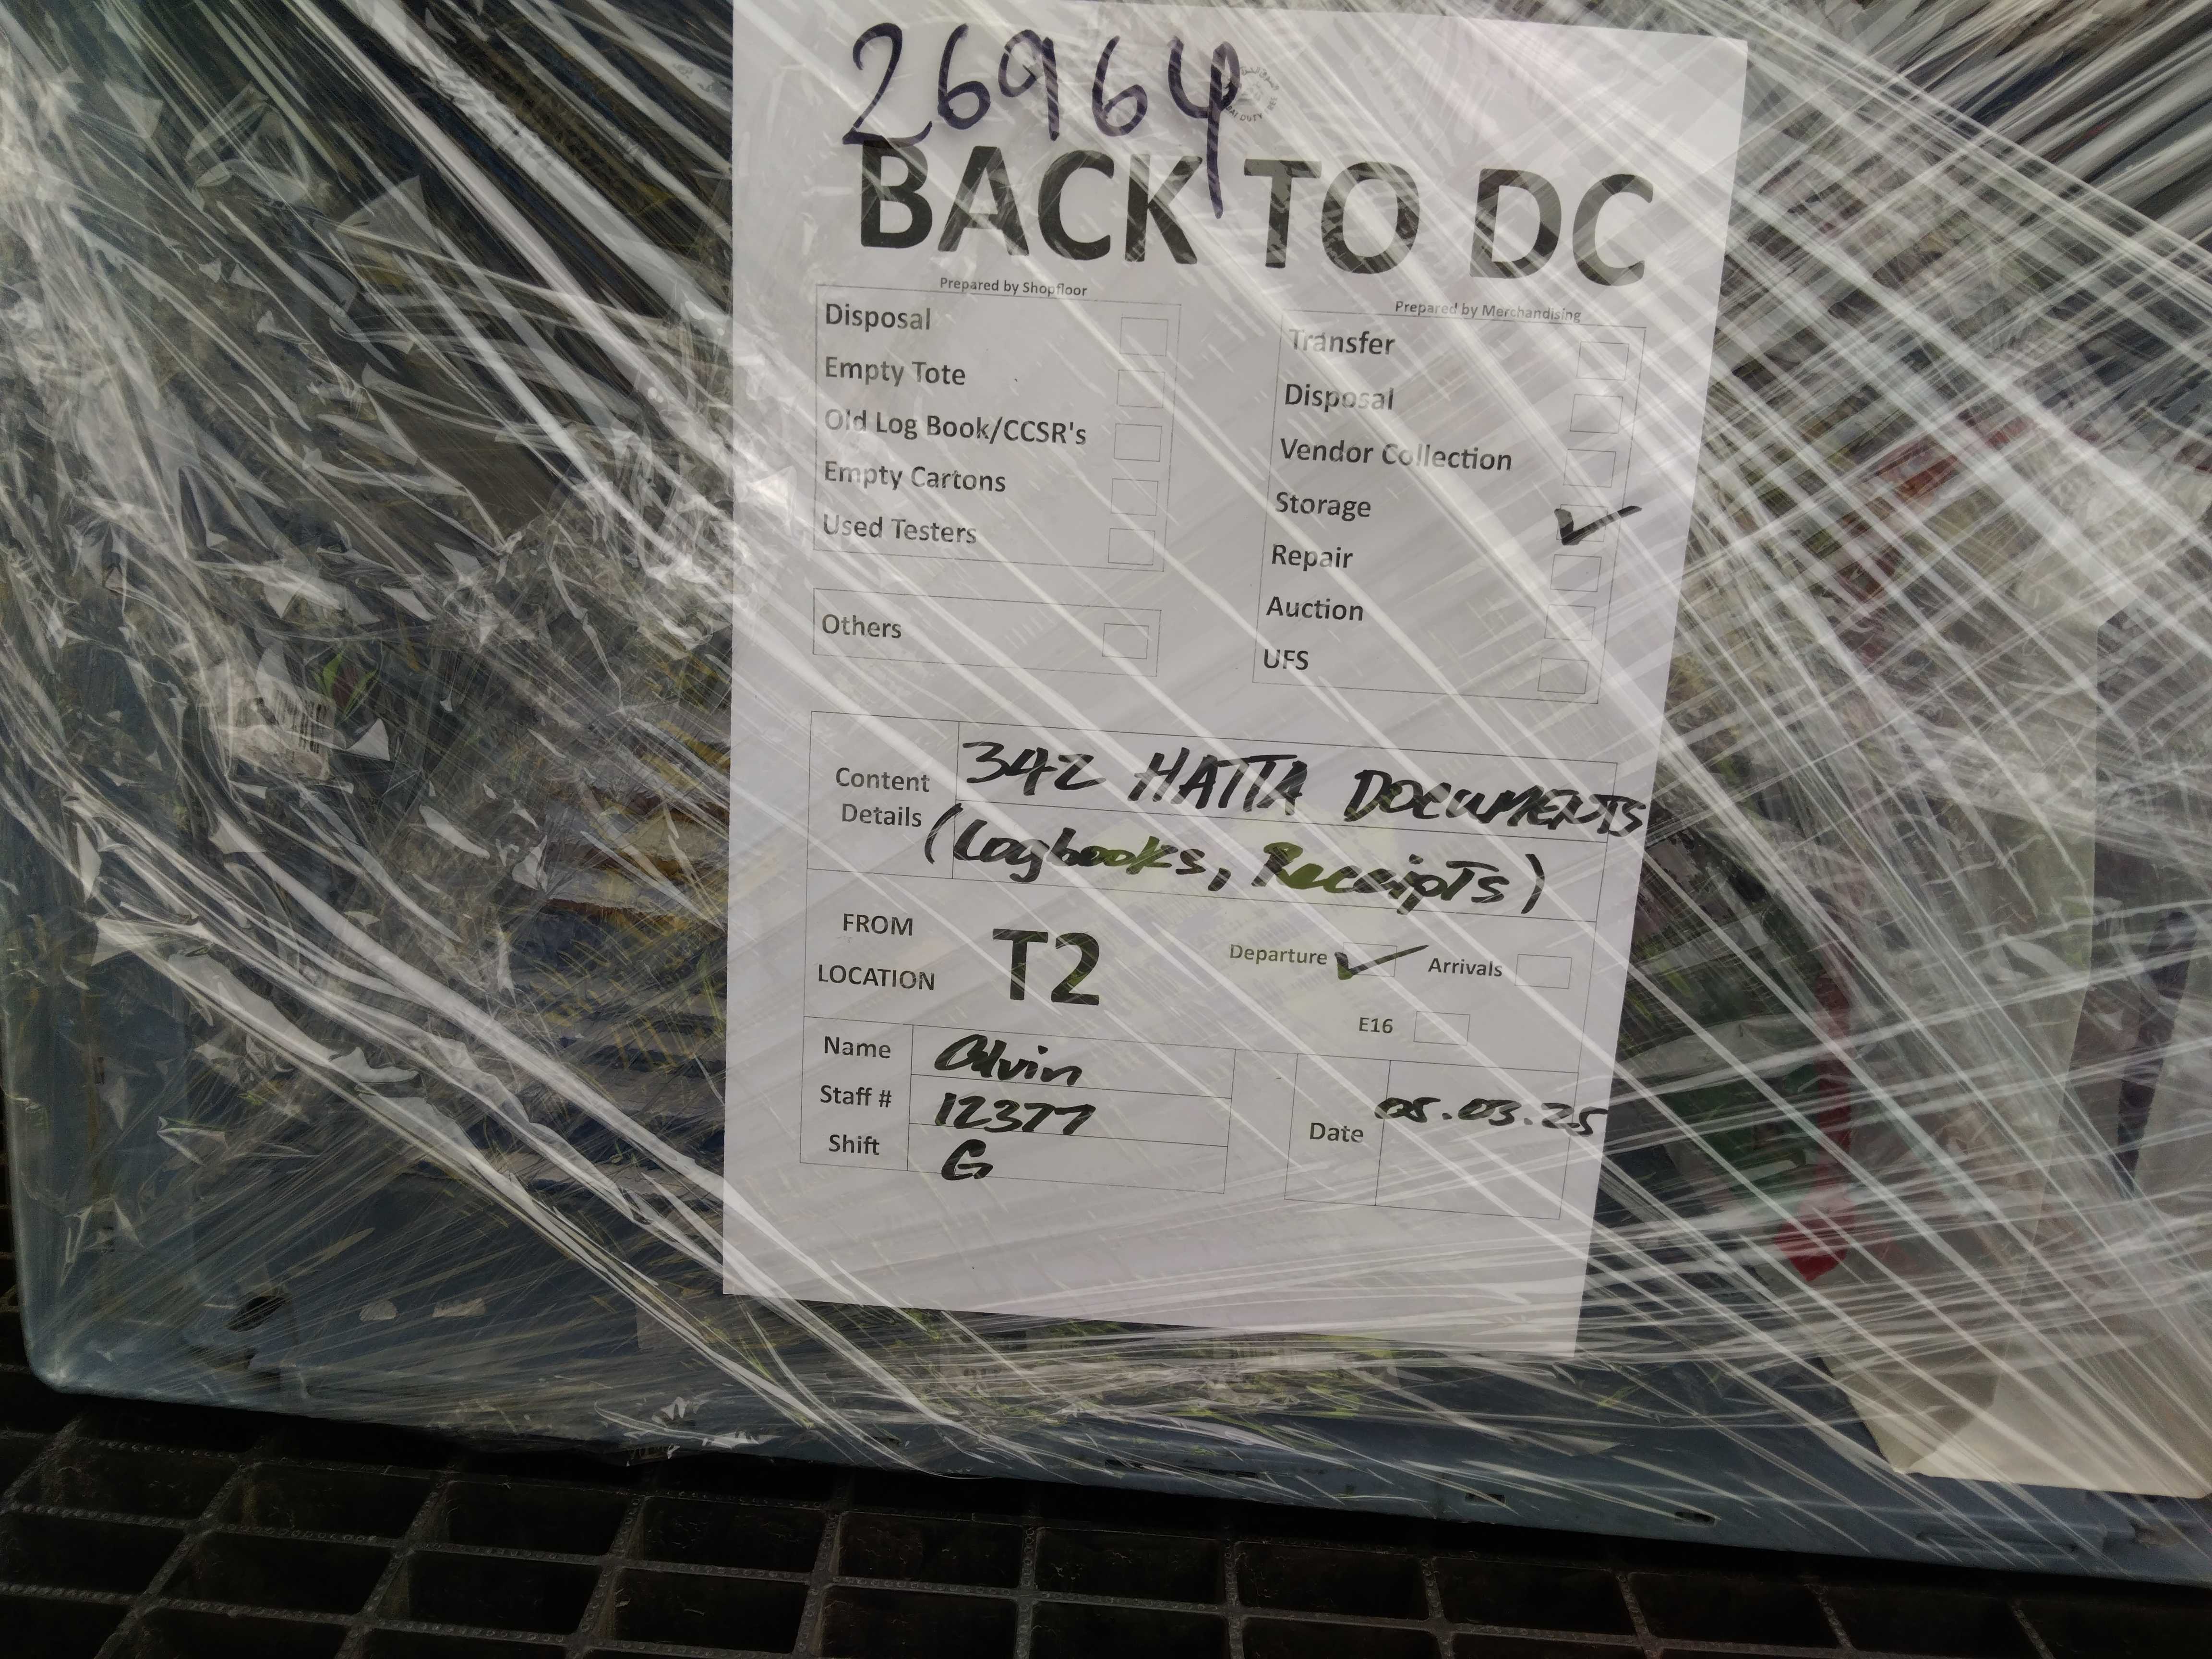 26964
BACK TO DC
Prepared by Shopfloor
Disposal
Empty Tote
Old Log Book/CCSR's
Empty Cartons
Used Testers
Others
Prepared by Merchandising
Transfer
Disposal
Vendor Collection
Storage ✓
Repair
Auction
UFS
Content Details
342 HATTA DOCUMENTS
(Logbooks, Receipts)
FROM LOCATION T2
Departure ✓ Arrivals
E16
Name Alvin
Staff # 12377
Shift G
Date 05.03.25